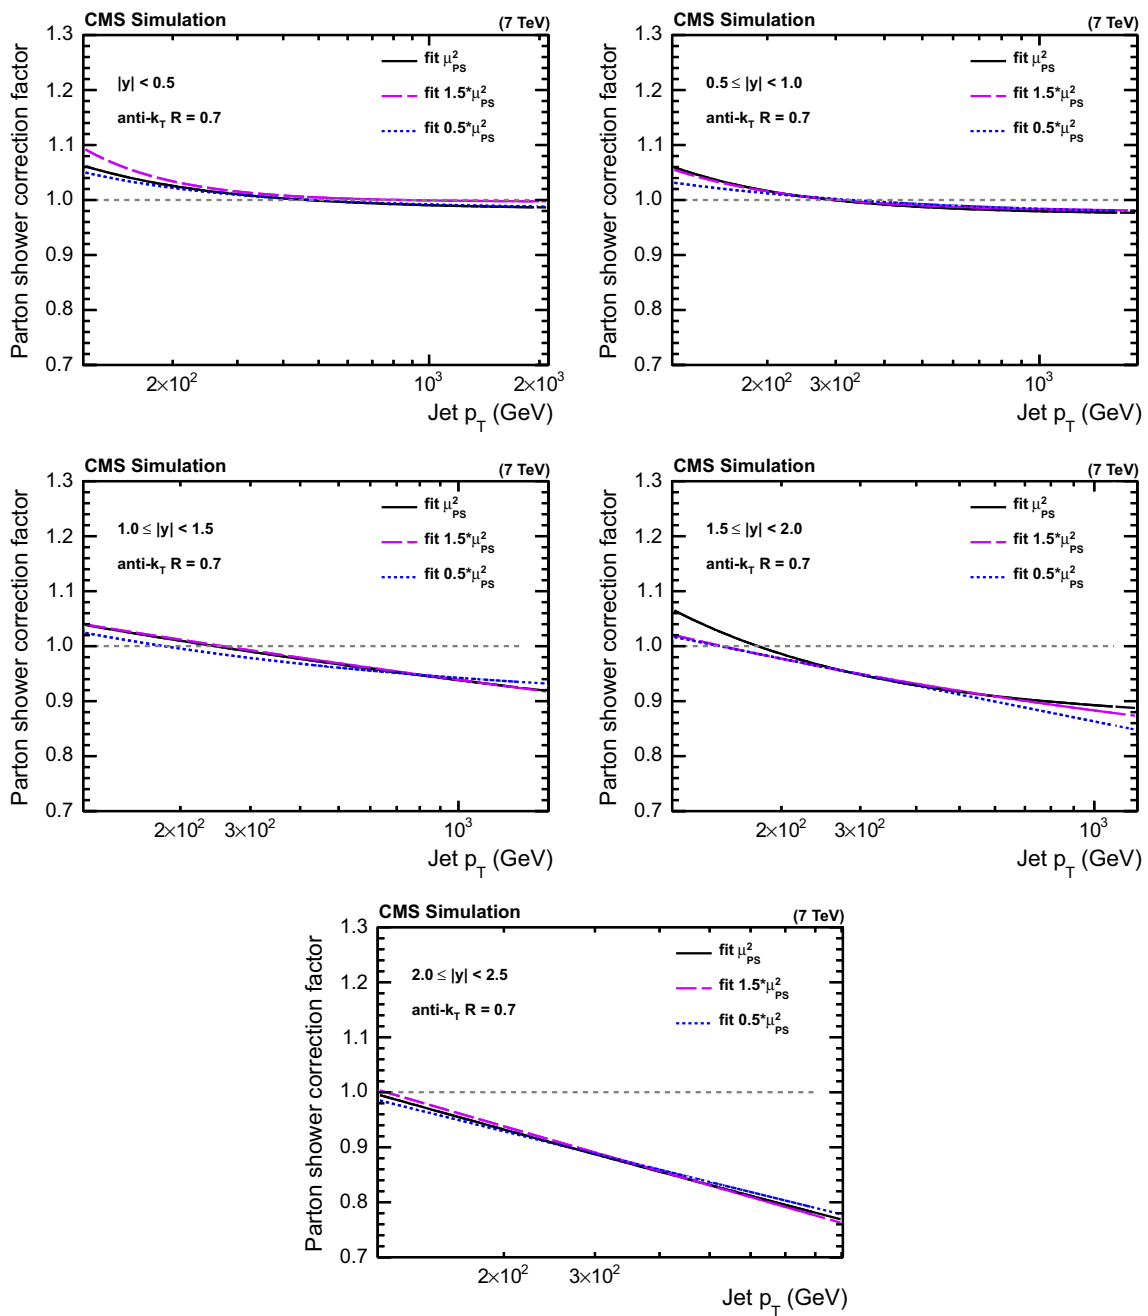 CMS Simulation (7 TeV)
Parton shower correction factor
1.3
1.2
1.1
1.0
0.9
0.8
0.7
|y| < 0.5
anti-k_T R = 0.7
fit μ²_PS
fit 1.5*μ²_PS
fit 0.5*μ²_PS
2×10² 10³ 2×10³
Jet p_T (GeV)
CMS Simulation (7 TeV)
Parton shower correction factor
1.3
1.2
1.1
1.0
0.9
0.8
0.7
0.5 ≤ |y| < 1.0
anti-k_T R = 0.7
fit μ²_PS
fit 1.5*μ²_PS
fit 0.5*μ²_PS
2×10² 3×10² 10³
Jet p_T (GeV)
CMS Simulation (7 TeV)
Parton shower correction factor
1.3
1.2
1.1
1.0
0.9
0.8
0.7
1.0 ≤ |y| < 1.5
anti-k_T R = 0.7
fit μ²_PS
fit 1.5*μ²_PS
fit 0.5*μ²_PS
2×10² 3×10² 10³
Jet p_T (GeV)
CMS Simulation (7 TeV)
Parton shower correction factor
1.3
1.2
1.1
1.0
0.9
0.8
0.7
1.5 ≤ |y| < 2.0
anti-k_T R = 0.7
fit μ²_PS
fit 1.5*μ²_PS
fit 0.5*μ²_PS
2×10² 3×10² 10³
Jet p_T (GeV)
CMS Simulation (7 TeV)
Parton shower correction factor
1.3
1.2
1.1
1.0
0.9
0.8
0.7
2.0 ≤ |y| < 2.5
anti-k_T R = 0.7
fit μ²_PS
fit 1.5*μ²_PS
fit 0.5*μ²_PS
2×10² 3×10²
Jet p_T (GeV)